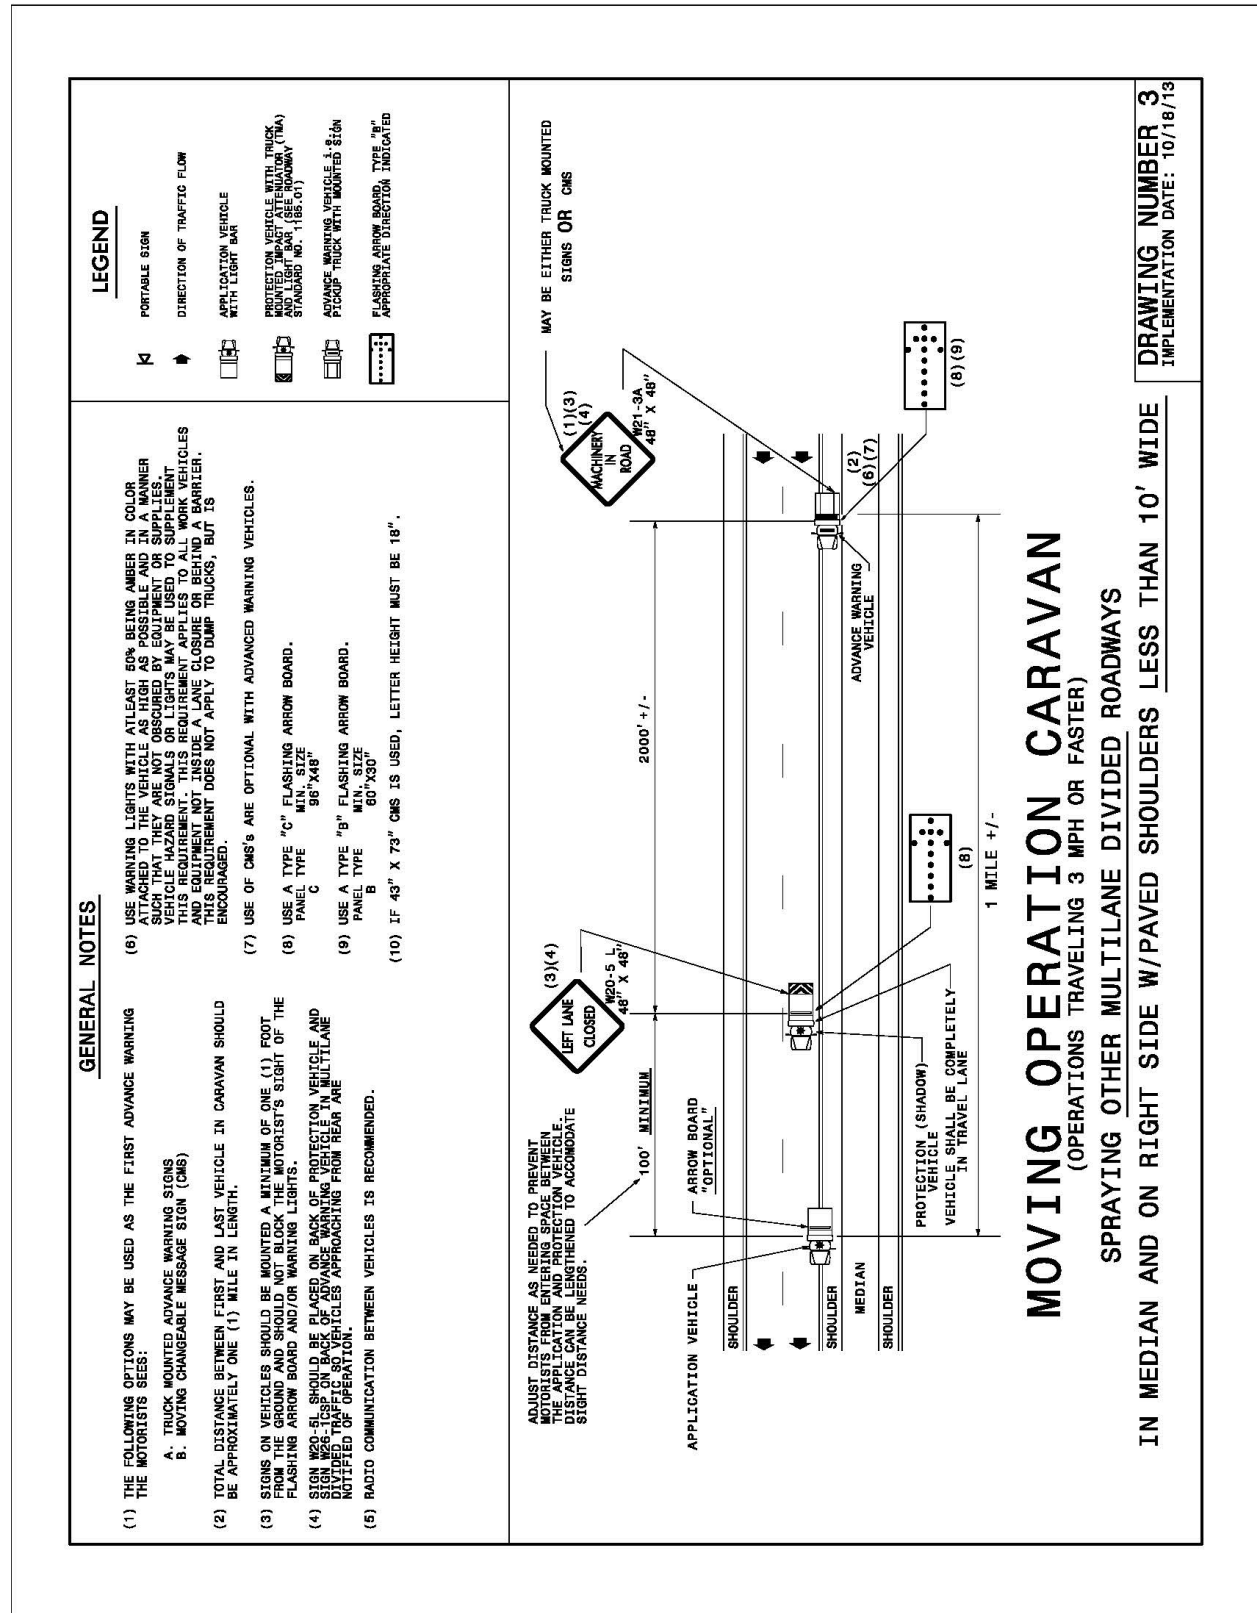 GENERAL NOTES
(1) THE FOLLOWING OPTIONS MAY BE USED AS THE FIRST ADVANCE WARNING
THE MOTORISTS SEES:
A. TRUCK MOUNTED ADVANCE WARNING SIGNS
B. MOVING CHANGEABLE MESSAGE SIGN (CMS)
(2) TOTAL DISTANCE BETWEEN FIRST AND LAST VEHICLE IN CARAVAN SHOULD
BE APPROXIMATELY ONE (1) MILE IN LENGTH.
(3) SIGNS ON VEHICLES SHOULD BE MOUNTED A MINIMUM OF ONE (1) FOOT
FROM THE GROUND AND SHOULD NOT BLOCK THE MOTORIST'S SIGHT OF THE
FLASHING ARROW BOARD AND/OR WARNING LIGHTS.
(4) SIGN W20-5L SHOULD BE PLACED ON BACK OF PROTECTION VEHICLE AND
SIGN W26-1CSP ON BACK OF ADVANCE WARNING VEHICLE IN MULTILANE
DIVIDED TRAFFIC SO VEHICLES APPROACHING FROM REAR ARE
NOTIFIED OF OPERATION.
(5) RADIO COMMUNICATION BETWEEN VEHICLES IS RECOMMENDED.
(6) USE WARNING LIGHTS WITH ATLEAST 50% BEING AMBER IN COLOR
ATTACHED TO THE VEHICLE AS HIGH AS POSSIBLE AND IN A MANNER
SUCH THAT THEY ARE NOT OBSCURED BY EQUIPMENT OR SUPPLIES.
VEHICLE HAZARD SIGNALS OR LIGHTS MAY BE USED TO SUPPLEMENT
THIS REQUIREMENT. THIS REQUIREMENT APPLIES TO ALL WORK VEHICLES
AND EQUIPMENT NOT INSIDE A LANE CLOSURE OR BEHIND A BARRIER.
THIS REQUIREMENT DOES NOT APPLY TO DUMP TRUCKS, BUT IS
ENCOURAGED.
(7) USE OF CMS's ARE OPTIONAL WITH ADVANCED WARNING VEHICLES.
(8) USE A TYPE "C" FLASHING ARROW BOARD.
PANEL TYPE MIN. SIZE
C 96"X48"
(9) USE A TYPE "B" FLASHING ARROW BOARD.
PANEL TYPE MIN. SIZE
B 60"X30"
(10) IF 43" X 73" CMS IS USED, LETTER HEIGHT MUST BE 18".
LEGEND
PORTABLE SIGN
DIRECTION OF TRAFFIC FLOW
APPLICATION VEHICLE
WITH LIGHT BAR
PROTECTION VEHICLE WITH TRUCK
MOUNTED IMPACT ATTENUATOR (TMA)
AND LIGHT BAR (SEE ROADWAY
STANDARD NO. 1165.01)
ADVANCE WARNING VEHICLE i.e.,
PICKUP TRUCK WITH MOUNTED SIGN
FLASHING ARROW BOARD, TYPE "B"
APPROPRIATE DIRECTION INDICATED
ADJUST DISTANCE AS NEEDED TO PREVENT
MOTORISTS FROM ENTERING SPACE BETWEEN
THE APPLICATION AND PROTECTION VEHICLE.
DISTANCE CAN BE LENGTHENED TO ACCOMODATE
SIGHT DISTANCE NEEDS.
LEFT LANE
CLOSED
(3)(4)
W20-5 L
48" X 48"
MACHINERY
IN
ROAD
(1)(3)
(4)
W21-3A
48" X 48"
MAY BE EITHER TRUCK MOUNTED
SIGNS OR CMS
100' MINIMUM
2000' +/-
APPLICATION VEHICLE
ARROW BOARD
"OPTIONAL"
SHOULDER
SHOULDER
MEDIAN
SHOULDER
ADVANCE WARNING
VEHICLE
(2)
(6)(7)
PROTECTION (SHADOW)
VEHICLE
VEHICLE SHALL BE COMPLETELY
IN TRAVEL LANE
(8)
(8)(9)
1 MILE +/-
MOVING OPERATION CARAVAN
(OPERATIONS TRAVELING 3 MPH OR FASTER)
SPRAYING OTHER MULTILANE DIVIDED ROADWAYS
IN MEDIAN AND ON RIGHT SIDE W/PAVED SHOULDERS LESS THAN 10' WIDE
DRAWING NUMBER 3
IMPLEMENTATION DATE: 10/18/13